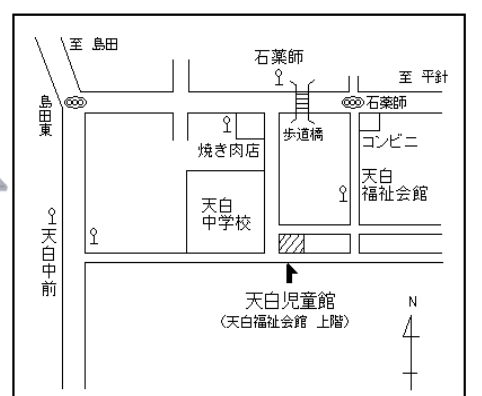 至 島田
石薬師
至 平針
島田東
石薬師
歩道橋
コンビニ
焼き肉店
天白
福祉会館
天白
中学校
天白中前
天白児童館
(天白福祉会館 上階)
N